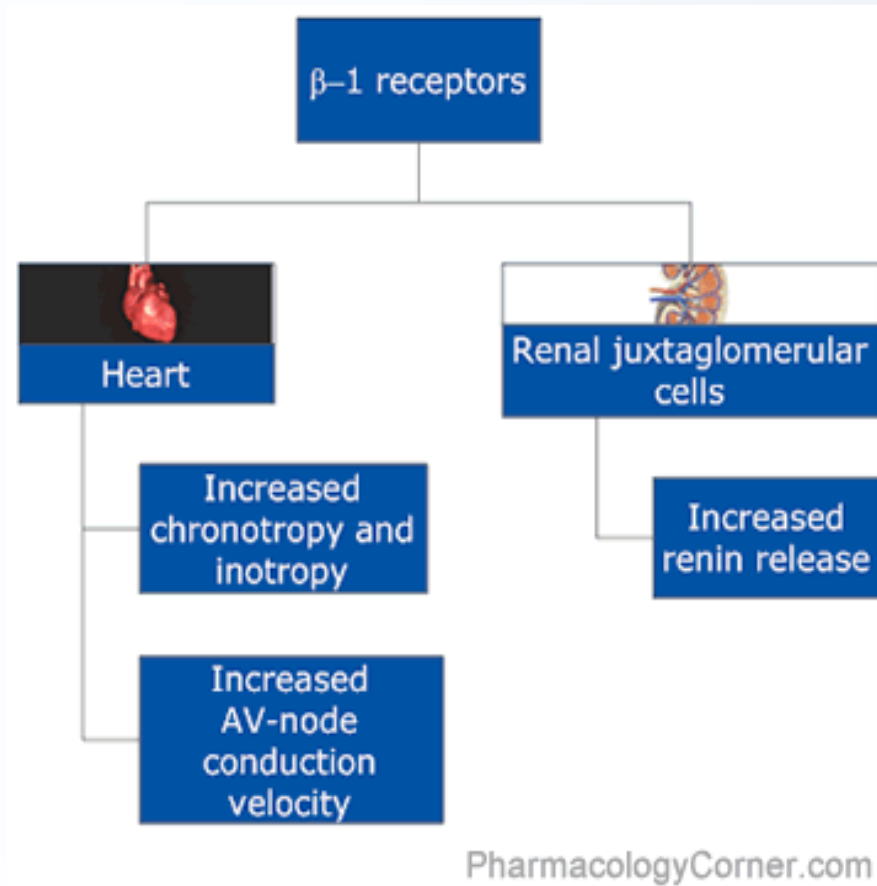 β–1 receptors
Heart
Renal juxtaglomerular
cells
Increased
chronotropy and
inotropy
Increased
renin release
Increased
AV-node
conduction
velocity
PharmacologyCorner.com